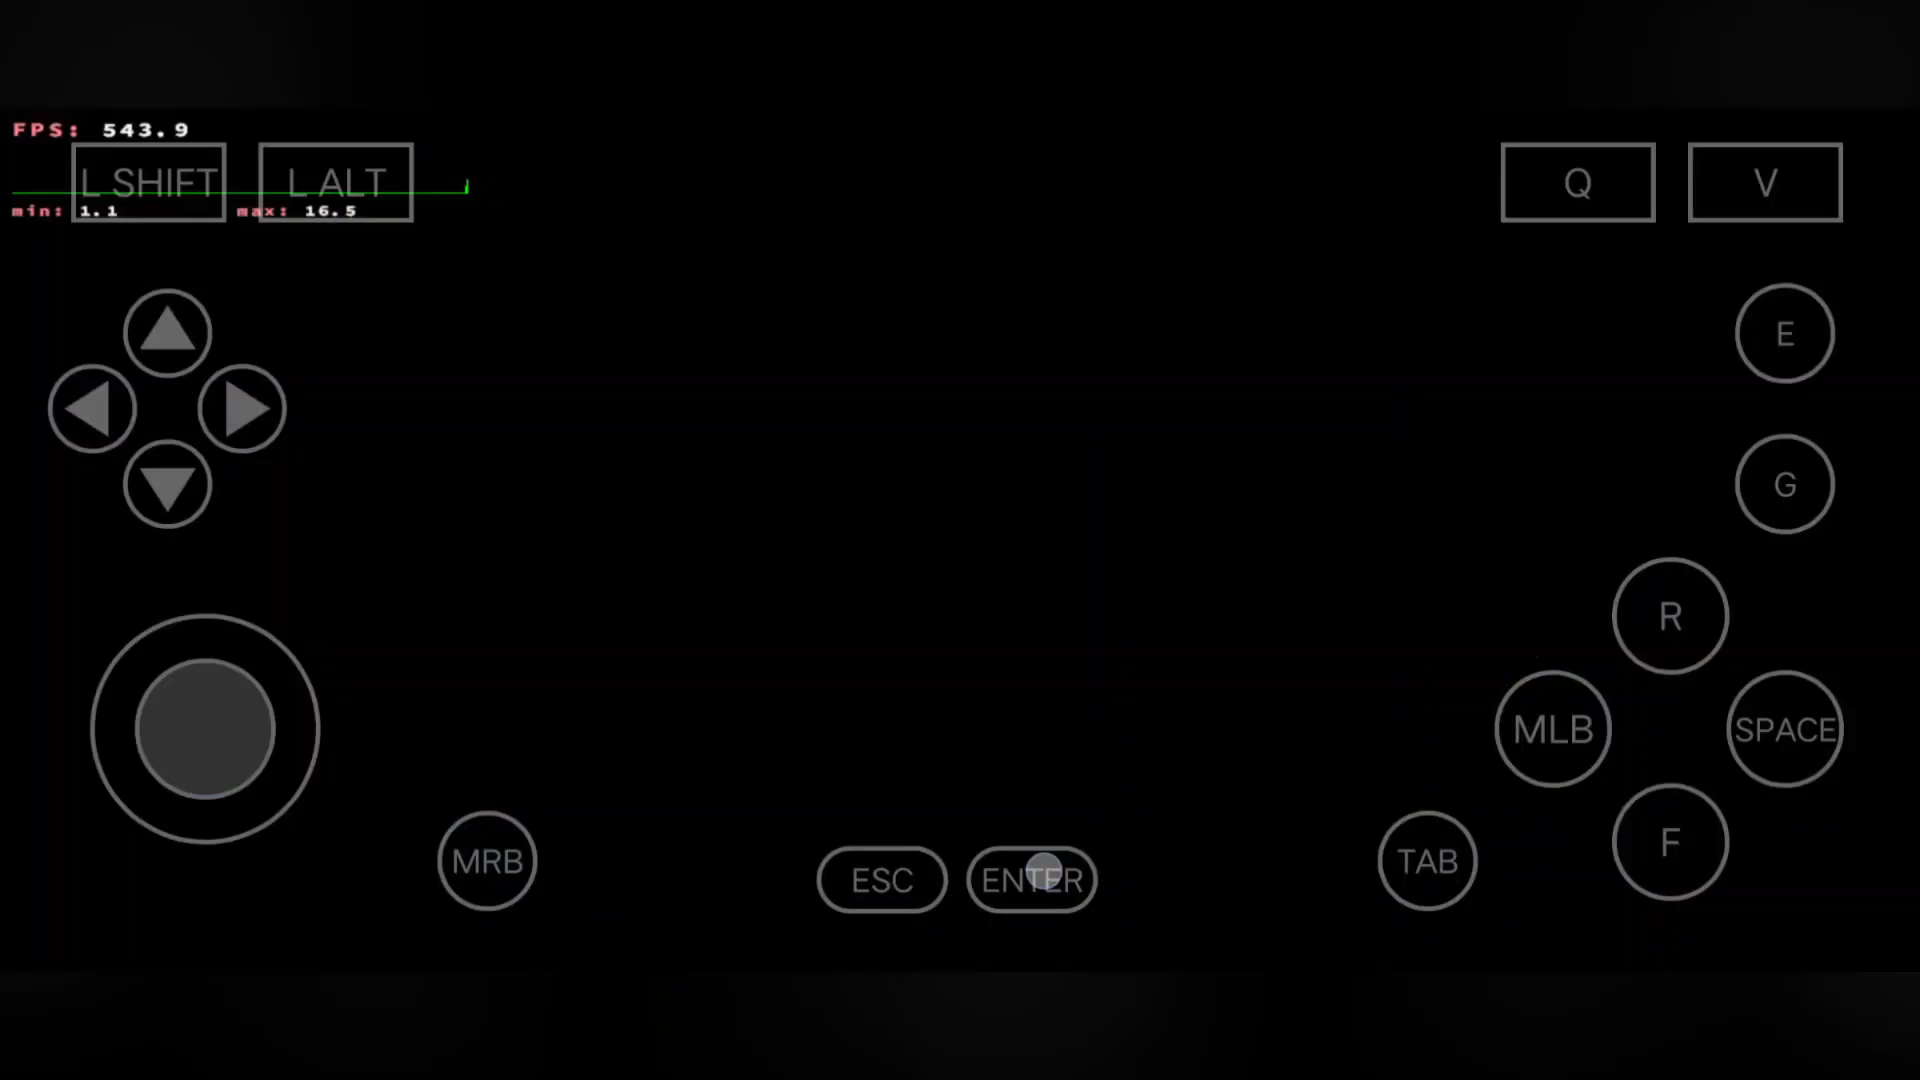 FPS: 543.9
L SHIFT
L ALT
min: 1.1 max: 16.5
Q
V
E
G
R
MLB
SPACE
F
MRB
ESC
ENTER
TAB